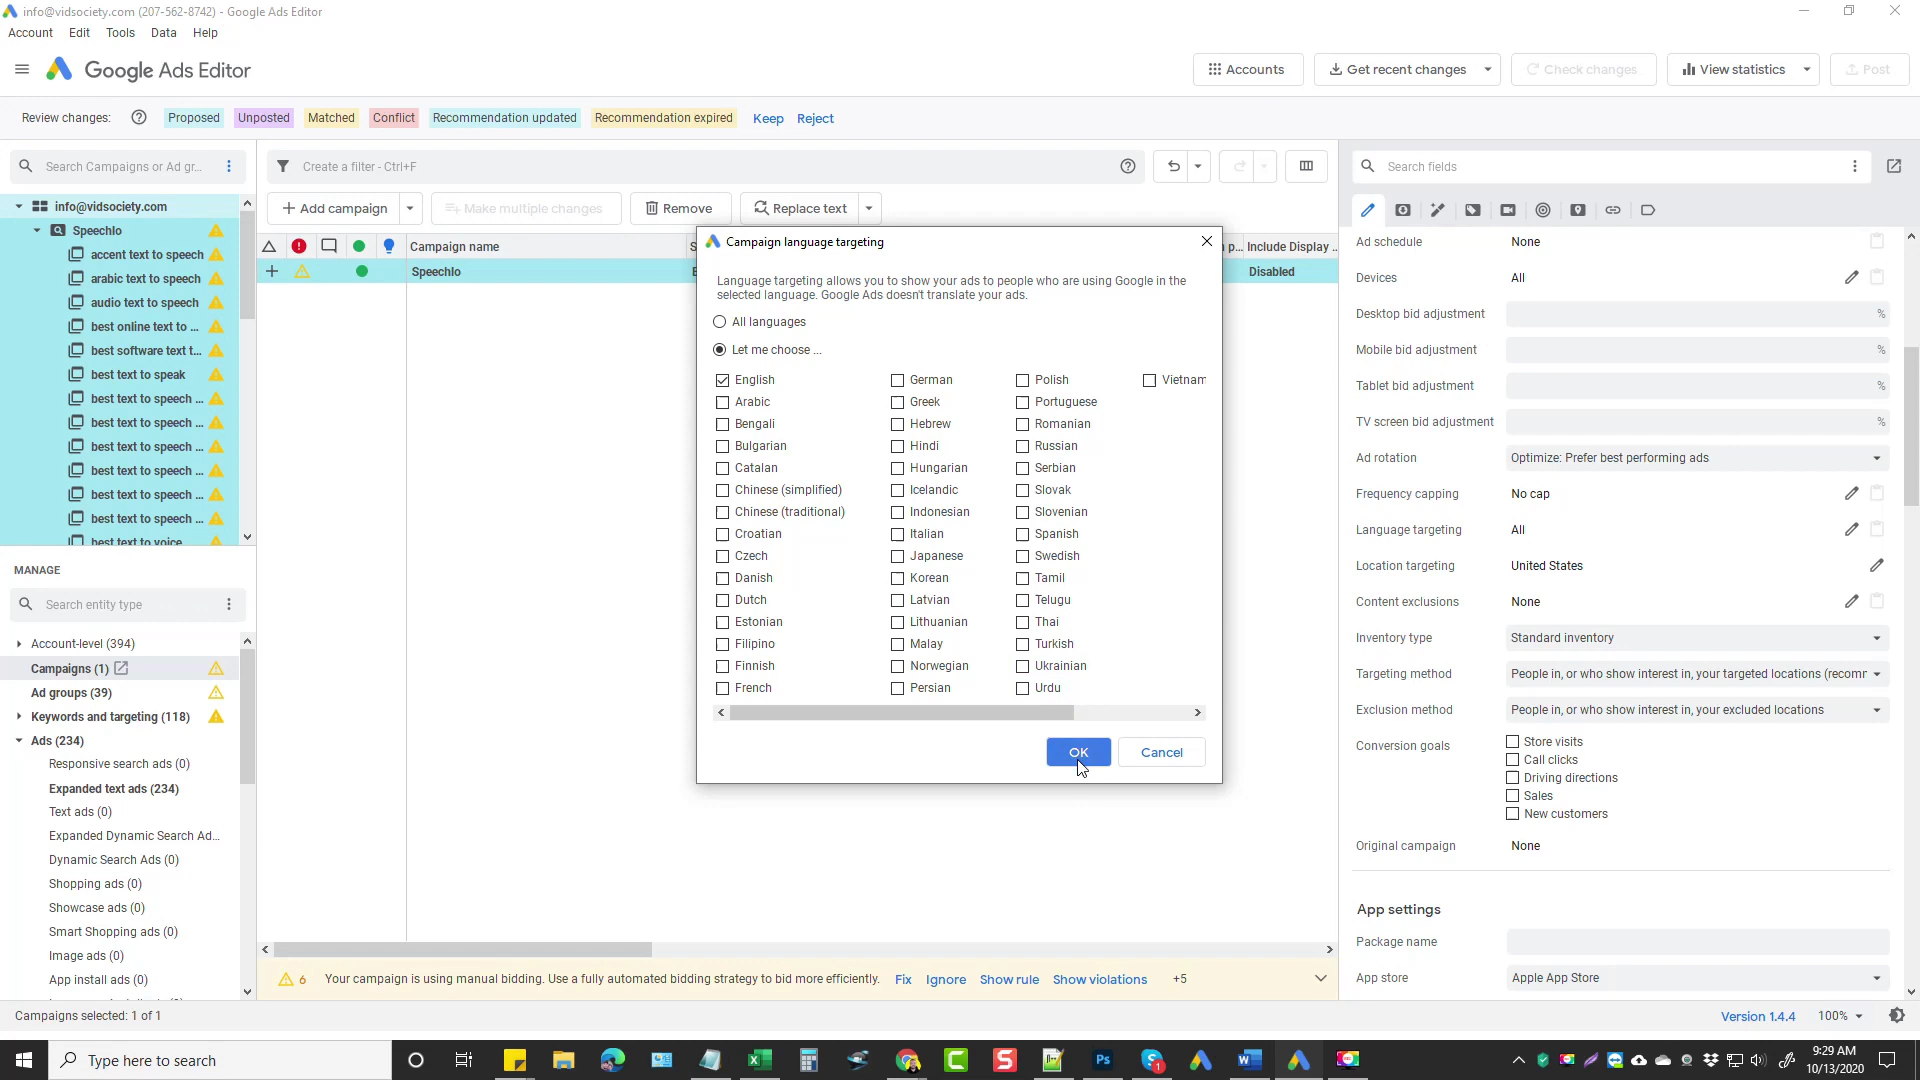 info@vidsociety.com (207-562-8742) - Google Ads Editor
Account Edit Tools Data Help
Google Ads Editor
Accounts
Get recent changes
Check changes
View statistics
Post
Review changes: Proposed Unposted Matched Conflict Recommendation updated Recommendation expired Keep Reject
Search Campaigns or Ad gr...
Create a filter - Ctrl+F
Search fields
Add campaign
Make multiple changes
Remove
Replace text
info@vidsociety.com
Speechlo
accent text to speech
arabic text to speech
audio text to speech
best online text to ...
best software text t...
best text to speak
best text to speech ...
best text to speech ...
best text to speech ...
best text to speech ...
best text to speech ...
best text to speech ...
best text to voice
Campaign name
Include Display ...
Speechlo
Disabled
Campaign language targeting
Language targeting allows you to show your ads to people who are using Google in the
selected language. Google Ads doesn't translate your ads.
All languages
Let me choose ...
English German Polish Vietnam
Arabic Greek Portuguese
Bengali Hebrew Romanian
Bulgarian Hindi Russian
Catalan Hungarian Serbian
Chinese (simplified) Icelandic Slovak
Chinese (traditional) Indonesian Slovenian
Croatian Italian Spanish
Czech Japanese Swedish
Danish Korean Tamil
Dutch Latvian Telugu
Estonian Lithuanian Thai
Filipino Malay Turkish
Finnish Norwegian Ukrainian
French Persian Urdu
OK Cancel
Ad schedule None
Devices All
Desktop bid adjustment %
Mobile bid adjustment %
Tablet bid adjustment %
TV screen bid adjustment %
Ad rotation Optimize: Prefer best performing ads
Frequency capping No cap
Language targeting All
Location targeting United States
Content exclusions None
Inventory type Standard inventory
Targeting method People in, or who show interest in, your targeted locations (recomr
Exclusion method People in, or who show interest in, your excluded locations
Conversion goals Store visits
Call clicks
Driving directions
Sales
New customers
Original campaign None
App settings
Package name
App store Apple App Store
MANAGE
Search entity type
Account-level (394)
Campaigns (1)
Ad groups (39)
Keywords and targeting (118)
Ads (234)
Responsive search ads (0)
Expanded text ads (234)
Text ads (0)
Expanded Dynamic Search Ad...
Dynamic Search Ads (0)
Shopping ads (0)
Showcase ads (0)
Smart Shopping ads (0)
Image ads (0)
App install ads (0)
6 Your campaign is using manual bidding. Use a fully automated bidding strategy to bid more efficiently. Fix Ignore Show rule Show violations +5
Campaigns selected: 1 of 1
Version 1.4.4 100%
Type here to search
9:29 AM
10/13/2020